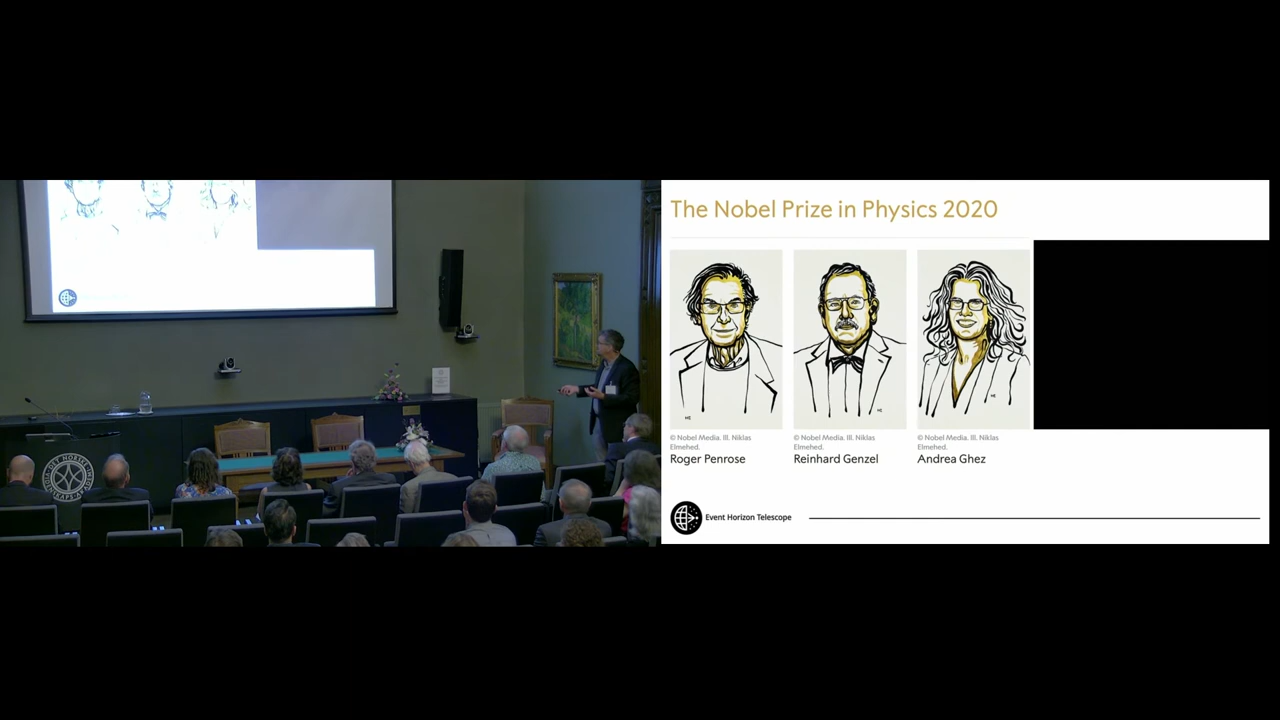 The Nobel Prize in Physics 2020
© Nobel Media. Ill. Niklas
Elmehed.
Roger Penrose
© Nobel Media. Ill. Niklas
Elmehed.
Reinhard Genzel
© Nobel Media. Ill. Niklas
Elmehed.
Andrea Ghez
Event Horizon Telescope